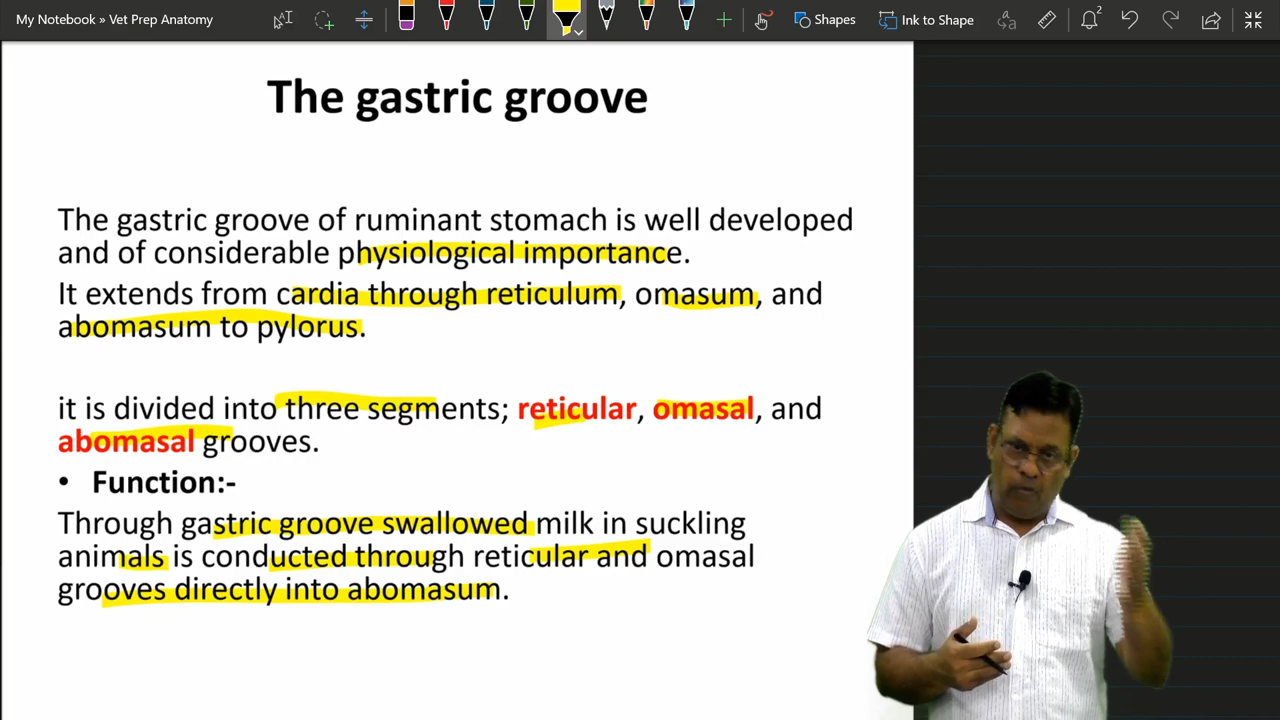 My Notebook » Vet Prep Anatomy
Shapes
Ink to Shape
2
The gastric groove
The gastric groove of ruminant stomach is well developed
and of considerable physiological importance.
It extends from cardia through reticulum, omasum, and
abomasum to pylorus.
it is divided into three segments; reticular, omasal, and
abomasal grooves.
• Function:-
Through gastric groove swallowed milk in suckling
animals is conducted through reticular and omasal
grooves directly into abomasum.